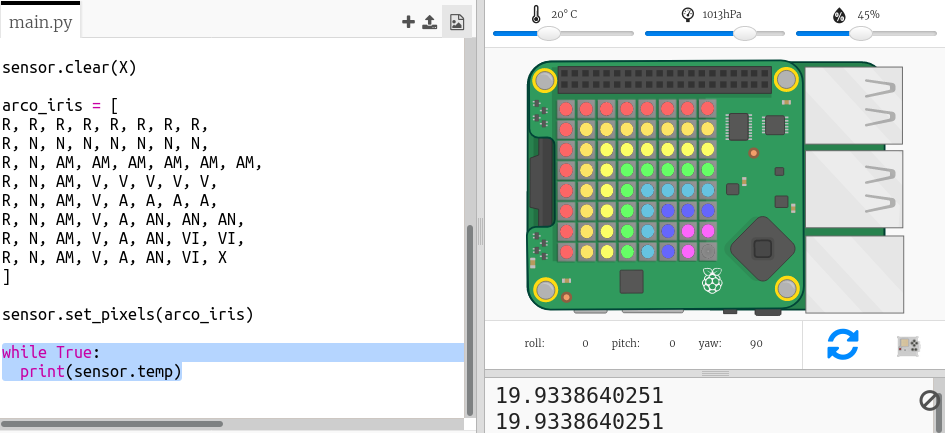 main.py
sensor.clear(X)
arco_iris = [
R, R, R, R, R, R, R, R,
R, N, N, N, N, N, N, N,
R, N, AM, AM, AM, AM, AM, AM,
R, N, AM, V, V, V, V, V,
R, N, AM, V, A, A, A, A,
R, N, AM, V, A, AN, AN, AN,
R, N, AM, V, A, AN, VI, VI,
R, N, AM, V, A, AN, VI, X
]
sensor.set_pixels(arco_iris)
while True:
  print(sensor.temp)
20° C
1013hPa
45%
roll: 0 pitch: 0 yaw: 90
19.9338640251
19.9338640251